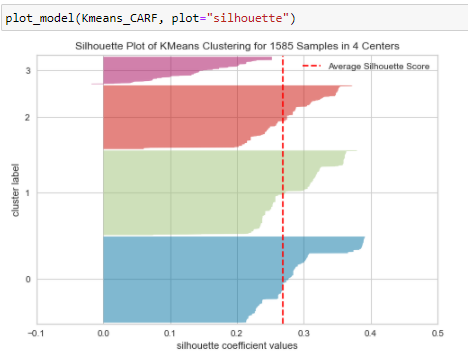 plot_model(Kmeans_CARF, plot="silhouette")
Silhouette Plot of KMeans Clustering for 1585 Samples in 4 Centers
Average Silhouette Score
3
2
1
0
cluster label
-0.1 0.0 0.1 0.2 0.3 0.4 0.5
silhouette coefficient values